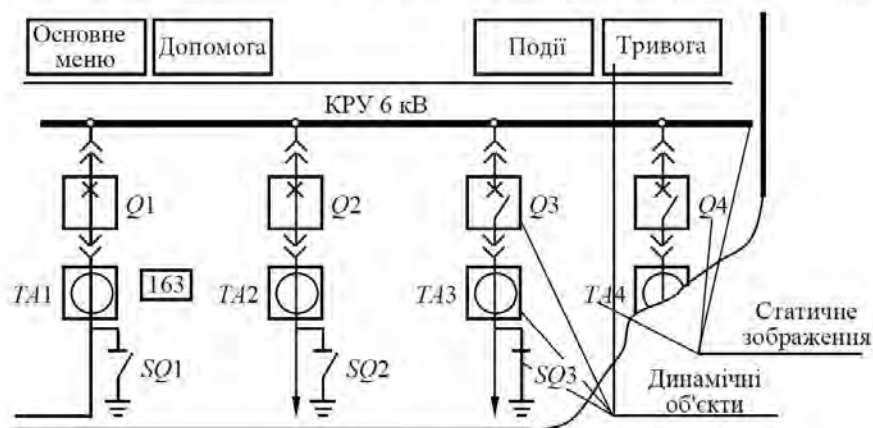 Основне
меню
Допомога
Події
Тривога
КРУ 6 кВ
Q1
Q2
Q3
Q4
TA1
163
TA2
TA3
TA4
SQ1
SQ2
SQ3
Статичне
зображення
Динамічні
об'єкти